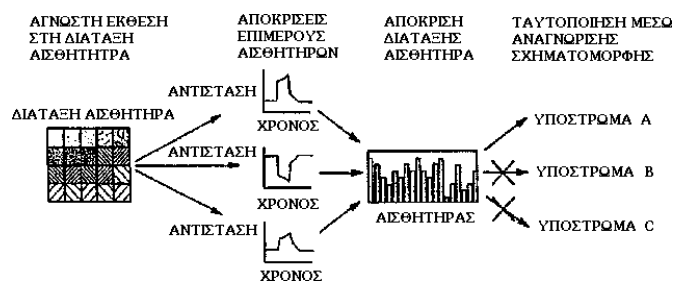 ΑΓΝΩΣΤΗ ΕΚΘΕΣΗ
ΣΤΗ ΔΙΑΤΑΞΗ
ΑΙΣΘΗΤΗΤΡΑ
ΑΠΟΚΡΙΣΕΙΣ
ΕΠΙΜΕΡΟΥΣ
ΑΙΣΘΗΤΗΡΩΝ
ΑΠΟΚΡΙΣΗ
ΔΙΑΤΑΞΗΣ
ΑΙΣΘΗΤΗΡΑ
ΤΑΥΤΟΠΟΙΗΣΗ ΜΕΣΩ
ΑΝΑΓΝΩΡΙΣΗΣ
ΣΧΗΜΑΤΟΜΟΡΦΗΣ
ΔΙΑΤΑΞΗ ΑΙΣΘΗΤΗΡΑ
ΑΝΤΙΣΤΑΣΗ
ΧΡΟΝΟΣ
ΑΝΤΙΣΤΑΣΗ
ΧΡΟΝΟΣ
ΑΝΤΙΣΤΑΣΗ
ΧΡΟΝΟΣ
ΑΙΣΘΗΤΗΡΑΣ
ΥΠΟΣΤΡΩΜΑ Α
ΥΠΟΣΤΡΩΜΑ Β
ΥΠΟΣΤΡΩΜΑ C